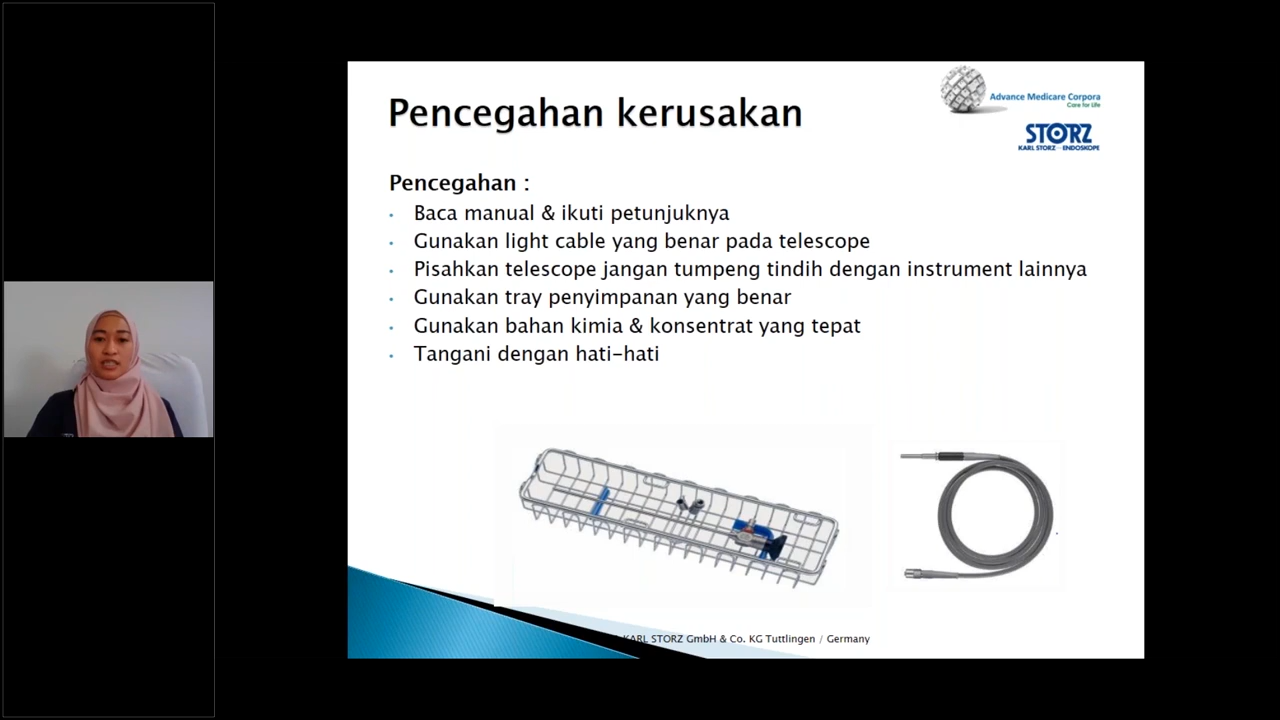 Pencegahan kerusakan
Advance Medicare Corpora
Care for Life
STORZ
KARL STORZ - ENDOSKOPE
Pencegahan :
• Baca manual & ikuti petunjuknya
• Gunakan light cable yang benar pada telescope
• Pisahkan telescope jangan tumpeng tindih dengan instrument lainnya
• Gunakan tray penyimpanan yang benar
• Gunakan bahan kimia & konsentrat yang tepat
• Tangani dengan hati-hati
KARL STORZ GmbH & Co. KG Tuttlingen / Germany